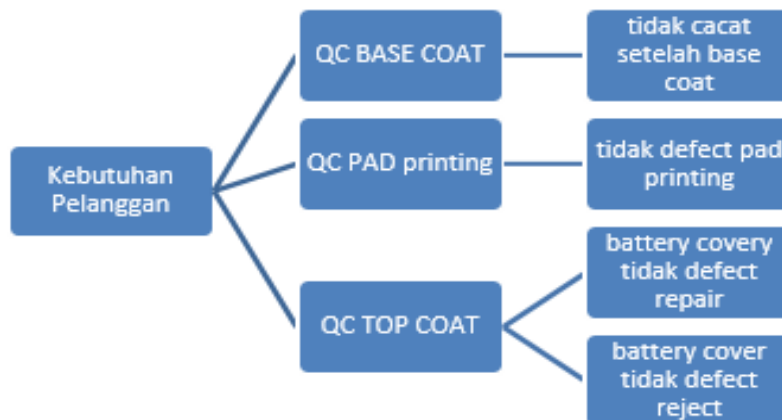 Kebutuhan
Pelanggan
QC BASE COAT
tidak cacat
setelah base
coat
QC PAD printing
tidak defect pad
printing
QC TOP COAT
battery covery
tidak defect
repair
battery cover
tidak defect
reject